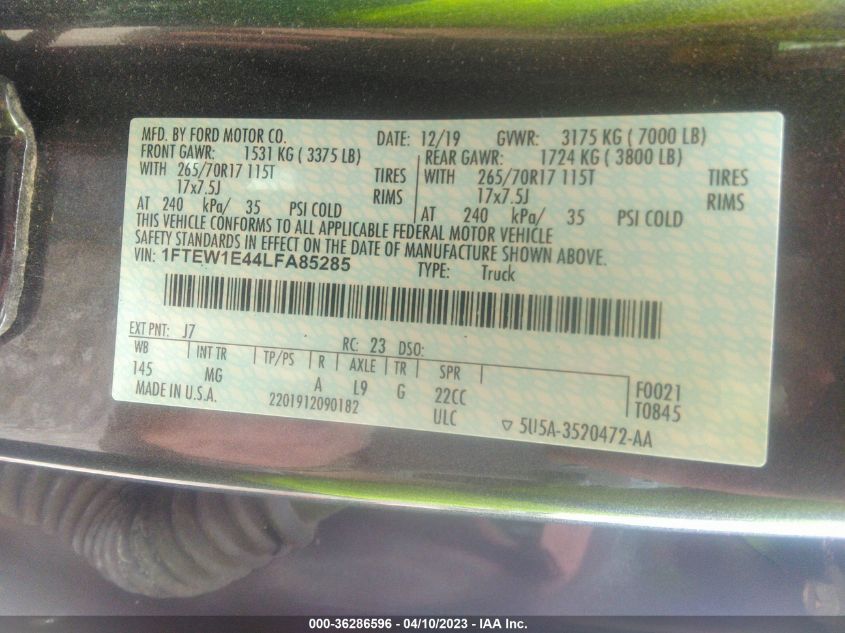 MFD. BY FORD MOTOR CO. DATE: 12/19 GVWR: 3175 KG ( 7000 LB)
FRONT GAWR: 1531 KG ( 3375 LB) REAR GAWR: 1724 KG ( 3800 LB)
WITH 265/70R17 115T TIRES WITH 265/70R17 115T TIRES
17x7.5J RIMS 17x7.5J RIMS
AT 240 kPa/ 35 PSI COLD AT 240 kPa/ 35 PSI COLD
THIS VEHICLE CONFORMS TO ALL APPLICABLE FEDERAL MOTOR VEHICLE
SAFETY STANDARDS IN EFFECT ON THE DATE OF MANUFACTURE SHOWN ABOVE.
VIN: 1FTEW1E44LFA85285 TYPE: Truck
EXT PNT: J7 RC: 23 DSO:
WB INT TR TP/PS R AXLE TR SPR
145 MG A L9 G 22CC F0021
MADE IN U.S.A. 2201912090182 ULC T0845
▽ 5U5A-3520472-AA
000-36286596 - 04/10/2023 - IAA Inc.